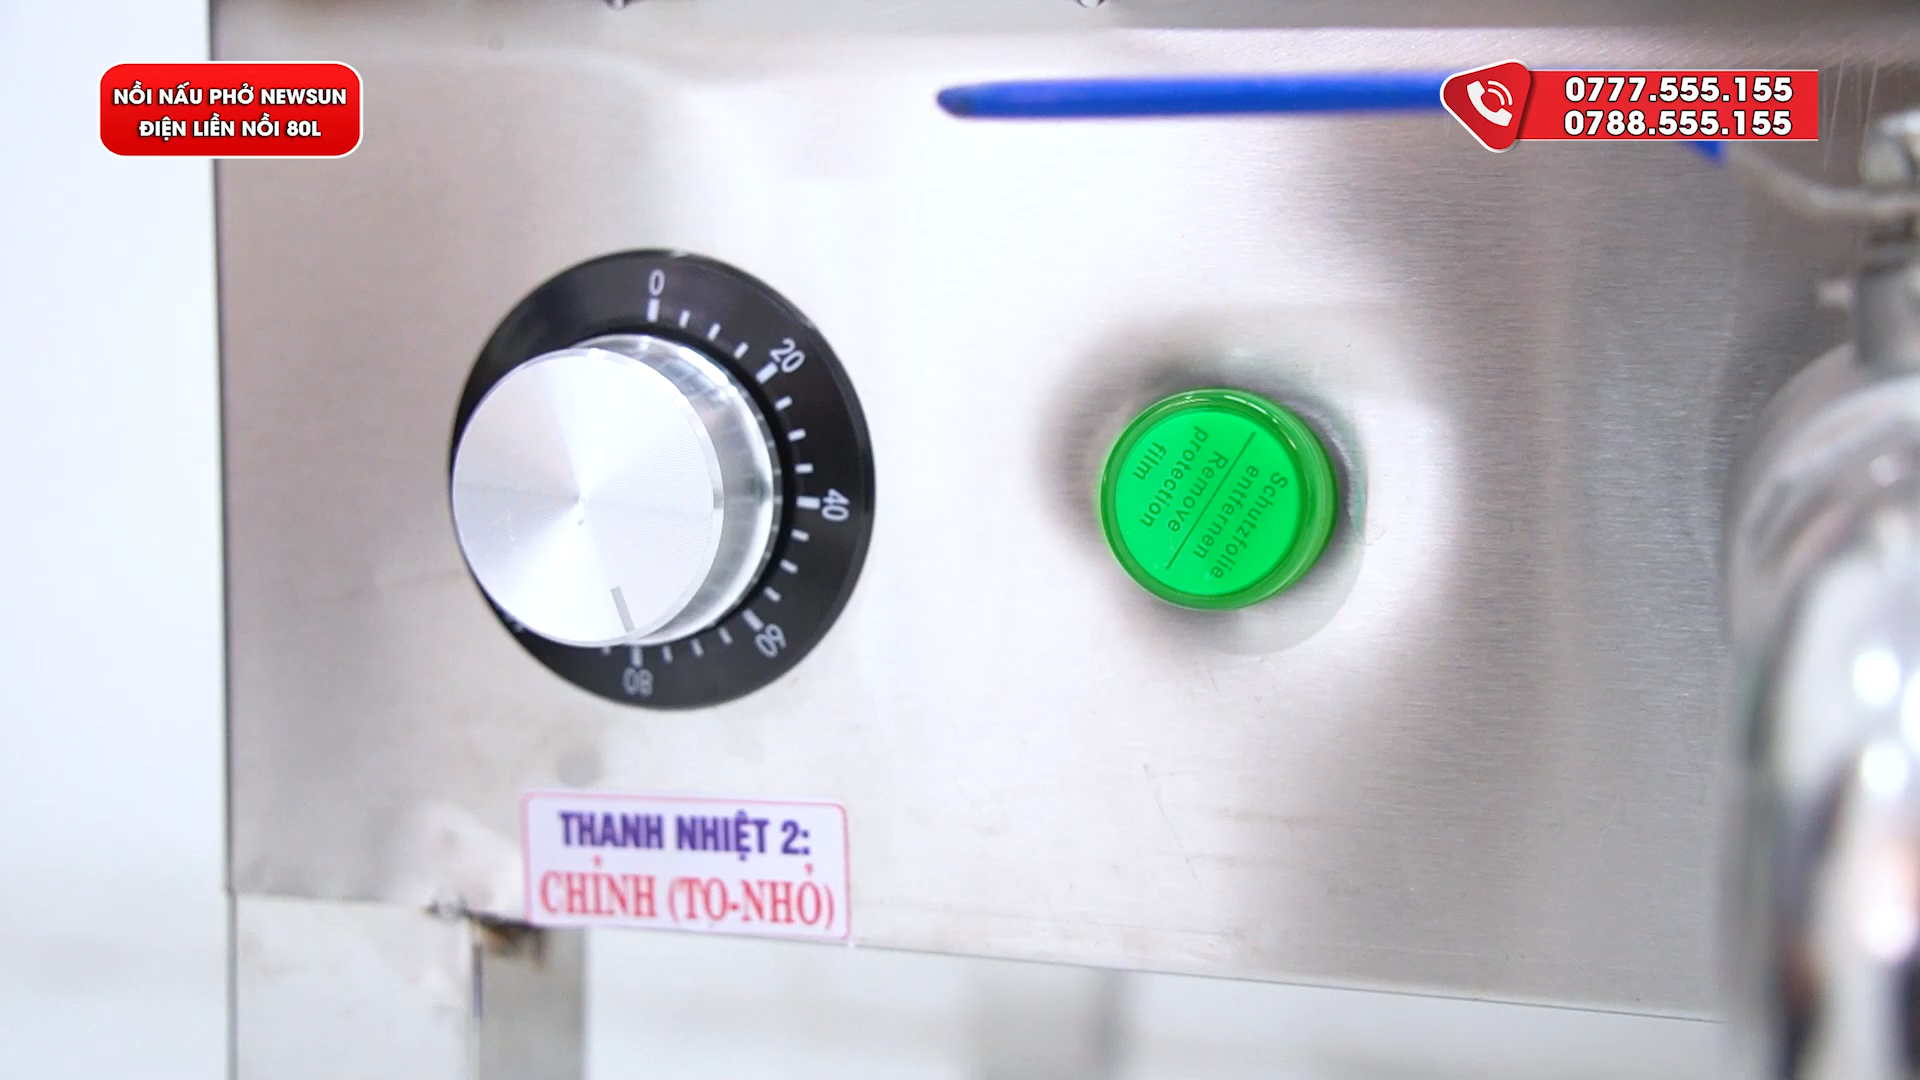 NỒI NẤU PHỞ NEWSUN
ĐIỆN LIỀN NỒI 80L
0777.555.155
0788.555.155
0
20
40
60
80
Schutzfolie
entfernen
Remove
protection
film
THANH NHIỆT 2:
CHỈNH (TO-NHỎ)